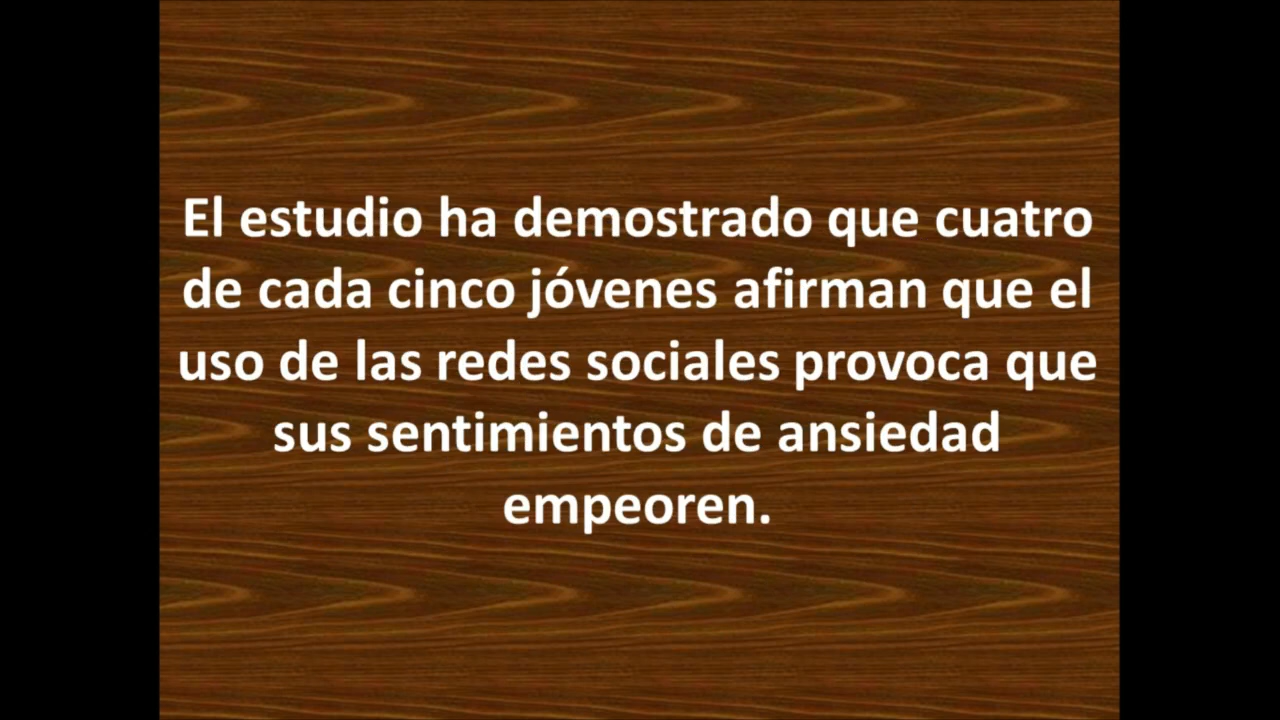 El estudio ha demostrado que cuatro
de cada cinco jóvenes afirman que el
uso de las redes sociales provoca que
sus sentimientos de ansiedad
empeoren.